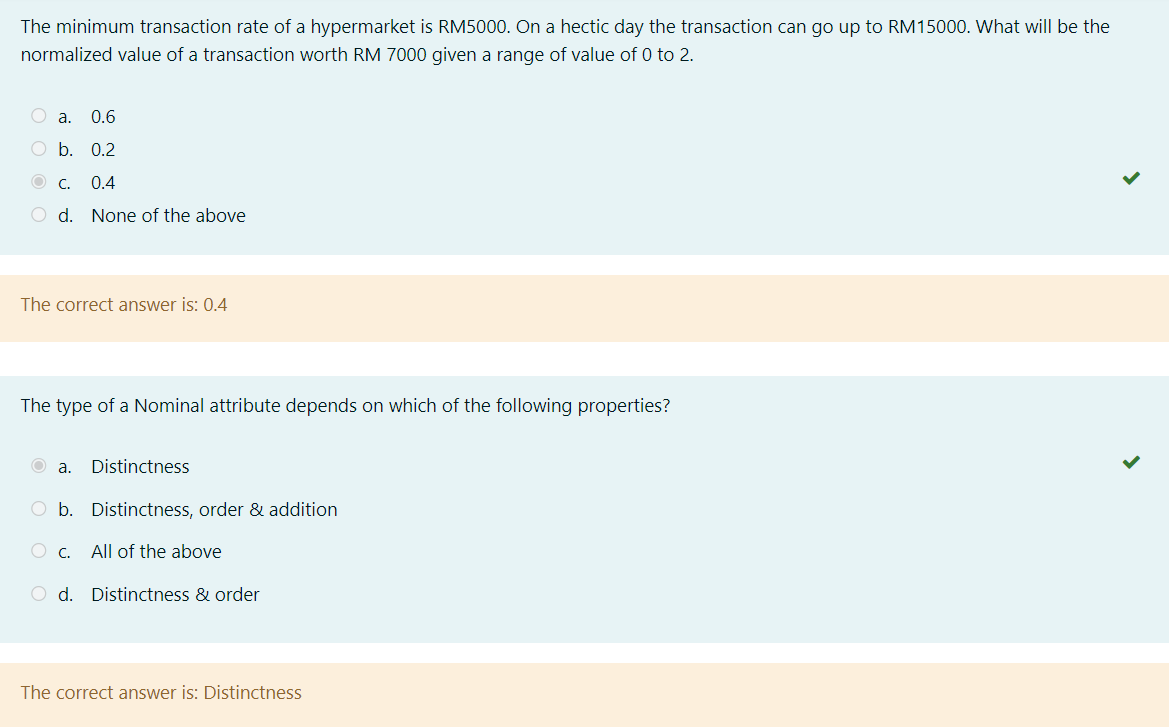 The minimum transaction rate of a hypermarket is RM5000. On a hectic day the transaction can go up to RM15000. What will be the
normalized value of a transaction worth RM 7000 given a range of value of 0 to 2.
a. 0.6
b. 0.2
c. 0.4
d. None of the above
The correct answer is: 0.4
The type of a Nominal attribute depends on which of the following properties?
a. Distinctness
b. Distinctness, order & addition
c. All of the above
d. Distinctness & order
The correct answer is: Distinctness